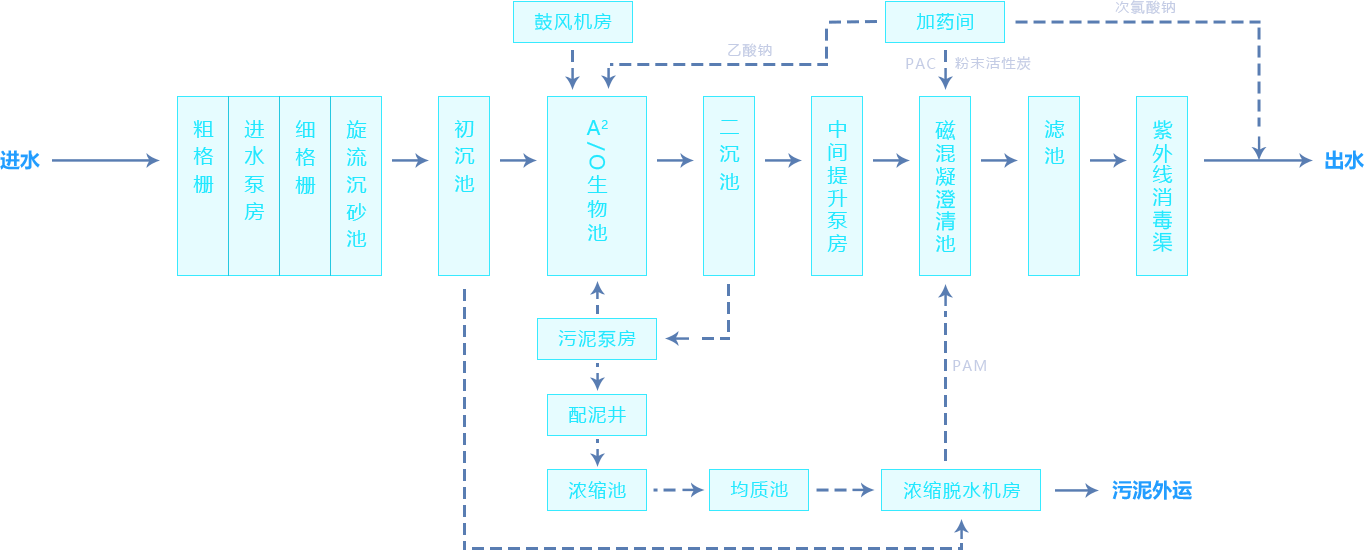 鼓风机房
加药间
次氯酸钠
乙酸钠
PAC
粉末活性炭
进水
粗格栅
进水泵房
细格栅
旋流沉砂池
初沉池
A²/O生物池
二沉池
中间提升泵房
磁混凝澄清池
滤池
紫外线消毒渠
出水
污泥泵房
PAM
配泥井
浓缩池
均质池
浓缩脱水机房
污泥外运